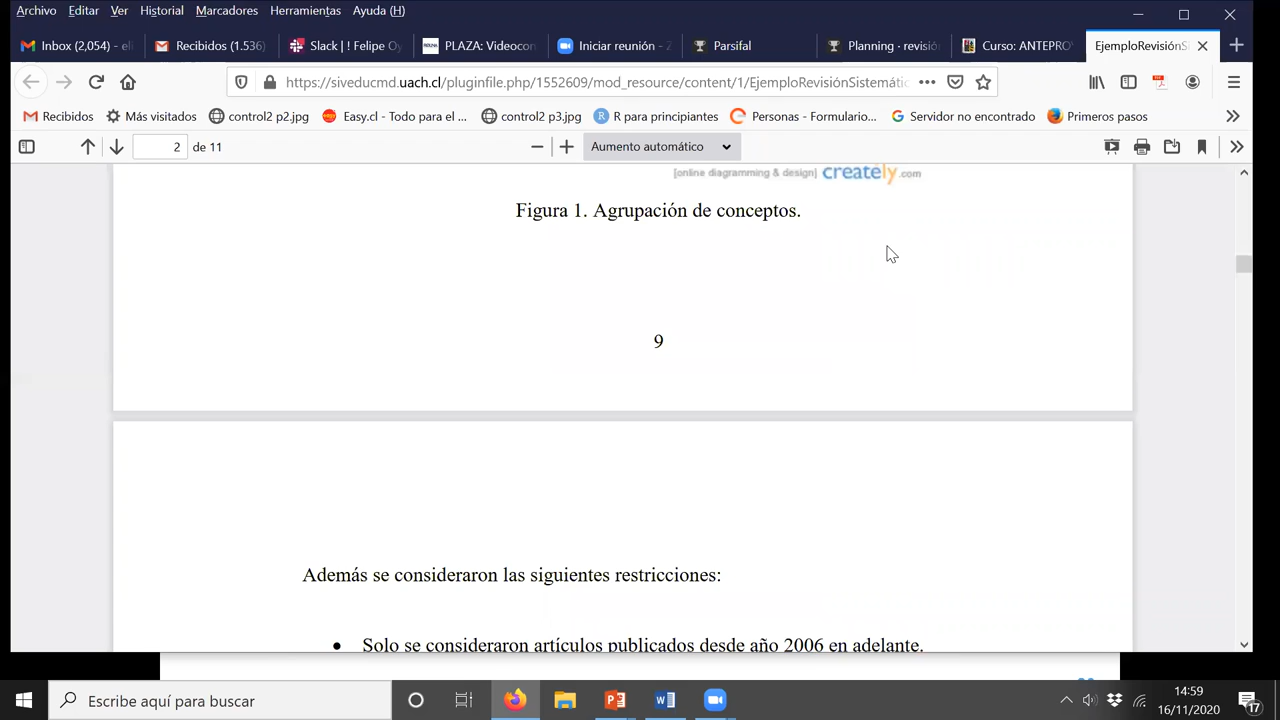 Archivo Editar Ver Historial Marcadores Herramientas Ayuda (H)
Inbox (2,054) - el Recibidos (1.536) Slack | ! Felipe Oy PLAZA: Videocon Iniciar reunión - Z Parsifal Planning · revisió Curso: ANTEPRO EjemploRevisiónSi
https://siveducmd.uach.cl/pluginfile.php/1552609/mod_resource/content/1/EjemploRevisiónSistemátic
Recibidos Más visitados control2 p2.jpg Easy.cl - Todo para el ... control2 p3.jpg R para principiantes Personas - Formulario... Servidor no encontrado Primeros pasos
2 de 11 Aumento automático
[online diagramming & design] creately.com
Figura 1. Agrupación de conceptos.
9
Además se consideraron las siguientes restricciones:
• Solo se consideraron artículos publicados desde año 2006 en adelante.
Escribe aquí para buscar
14:59
16/11/2020
17